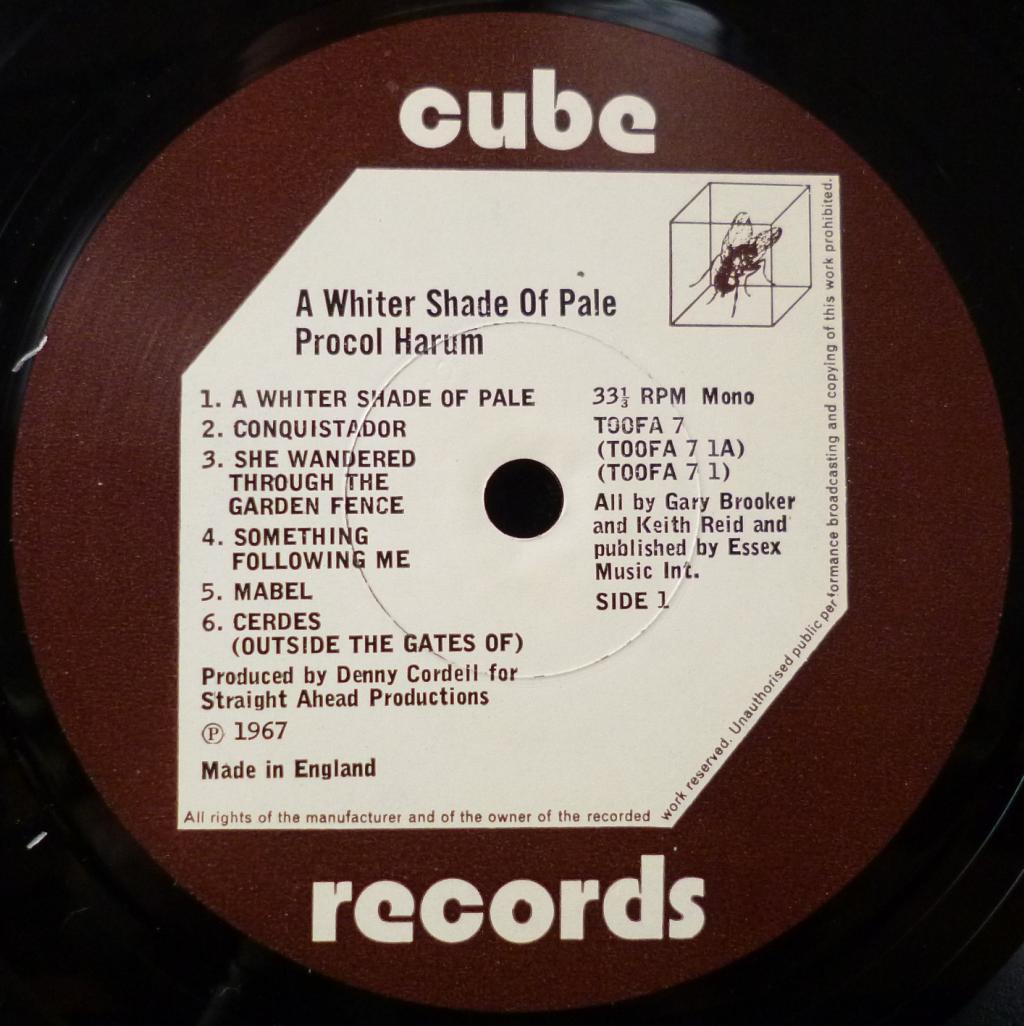 cube
A Whiter Shade Of Pale
Procol Harum
1. A WHITER SHADE OF PALE
2. CONQUISTADOR
3. SHE WANDERED
THROUGH THE
GARDEN FENCE
4. SOMETHING
FOLLOWING ME
5. MABEL
6. CERDES
(OUTSIDE THE GATES OF)
Produced by Denny Cordell for
Straight Ahead Productions
℗ 1967
Made in England
33⅓ RPM Mono
TOOFA 7
(TOOFA 7 1A)
(TOOFA 7 1)
All by Gary Brooker
and Keith Reid and
published by Essex
Music Int.
SIDE 1
All rights of the manufacturer and of the owner of the recorded
work reserved. Unauthorised public performance broadcasting and copying of this work prohibited.
records